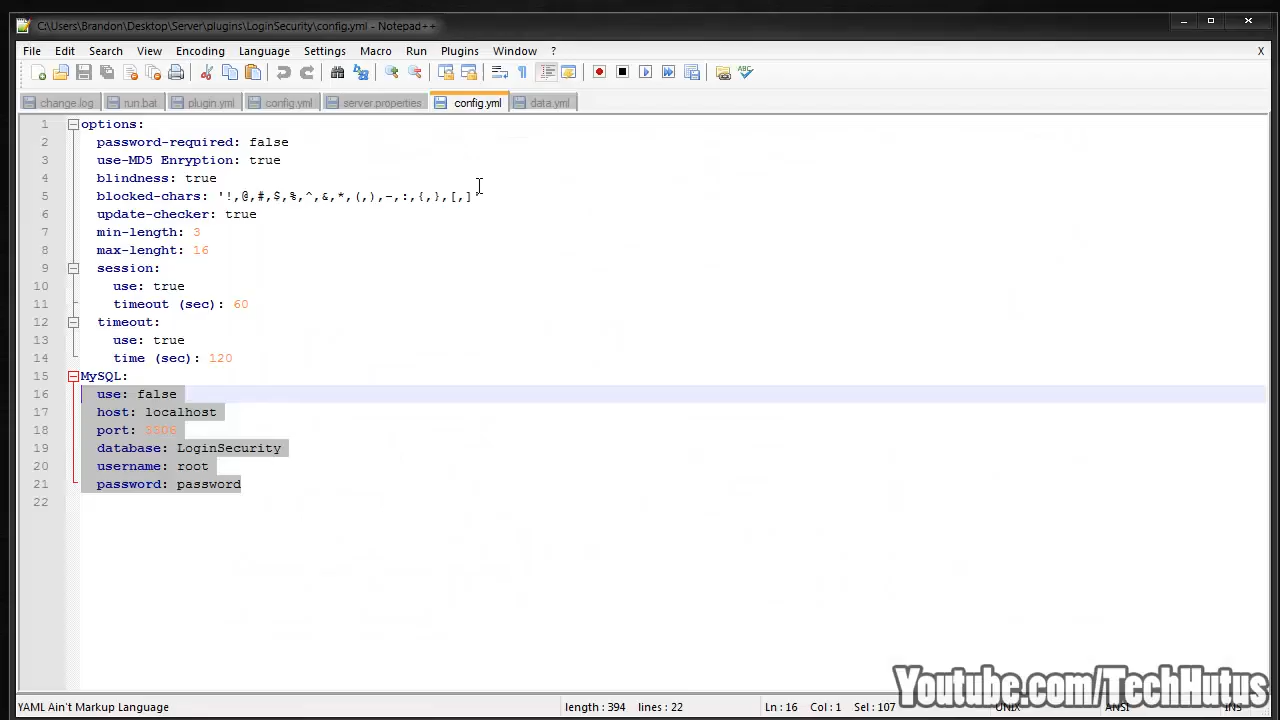 C:\Users\Brandon\Desktop\Server\plugins\LoginSecurity\config.yml - Notepad++
File Edit Search View Encoding Language Settings Macro Run Plugins Window ? X
change.log run.bat plugin.yml config.yml server.properties config.yml data.yml
1 options:
2 password-required: false
3 use-MD5 Enryption: true
4 blindness: true
5 blocked-chars: '!,@,#,$,%,^,&,*,(,),-,:,{,},[,]'
6 update-checker: true
7 min-length: 3
8 max-lenght: 16
9 session:
10 use: true
11 timeout (sec): 60
12 timeout:
13 use: true
14 time (sec): 120
15 MySQL:
16 use: false
17 host: localhost
18 port:
19 database: LoginSecurity
20 username: root
21 password: password
22
Youtube.com/TechHutus
YAML Ain't Markup Language length : 394 lines : 22 Ln : 16 Col : 1 Sel : 107 UNIX ANSI INS